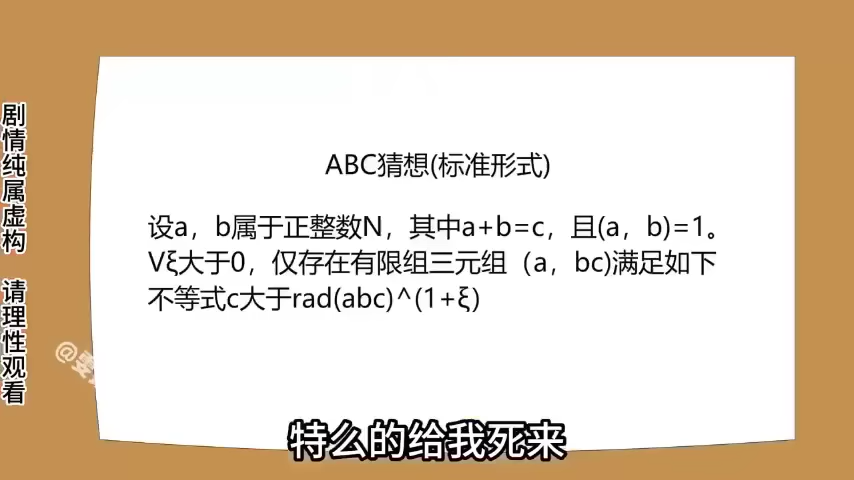 剧情纯属虚构 请理性观看
ABC猜想(标准形式)
设a，b属于正整数N，其中a+b=c，且(a，b)=1。
Vξ大于0，仅存在有限组三元组（a，bc)满足如下
不等式c大于rad(abc)^(1+ξ)
特么的给我死来